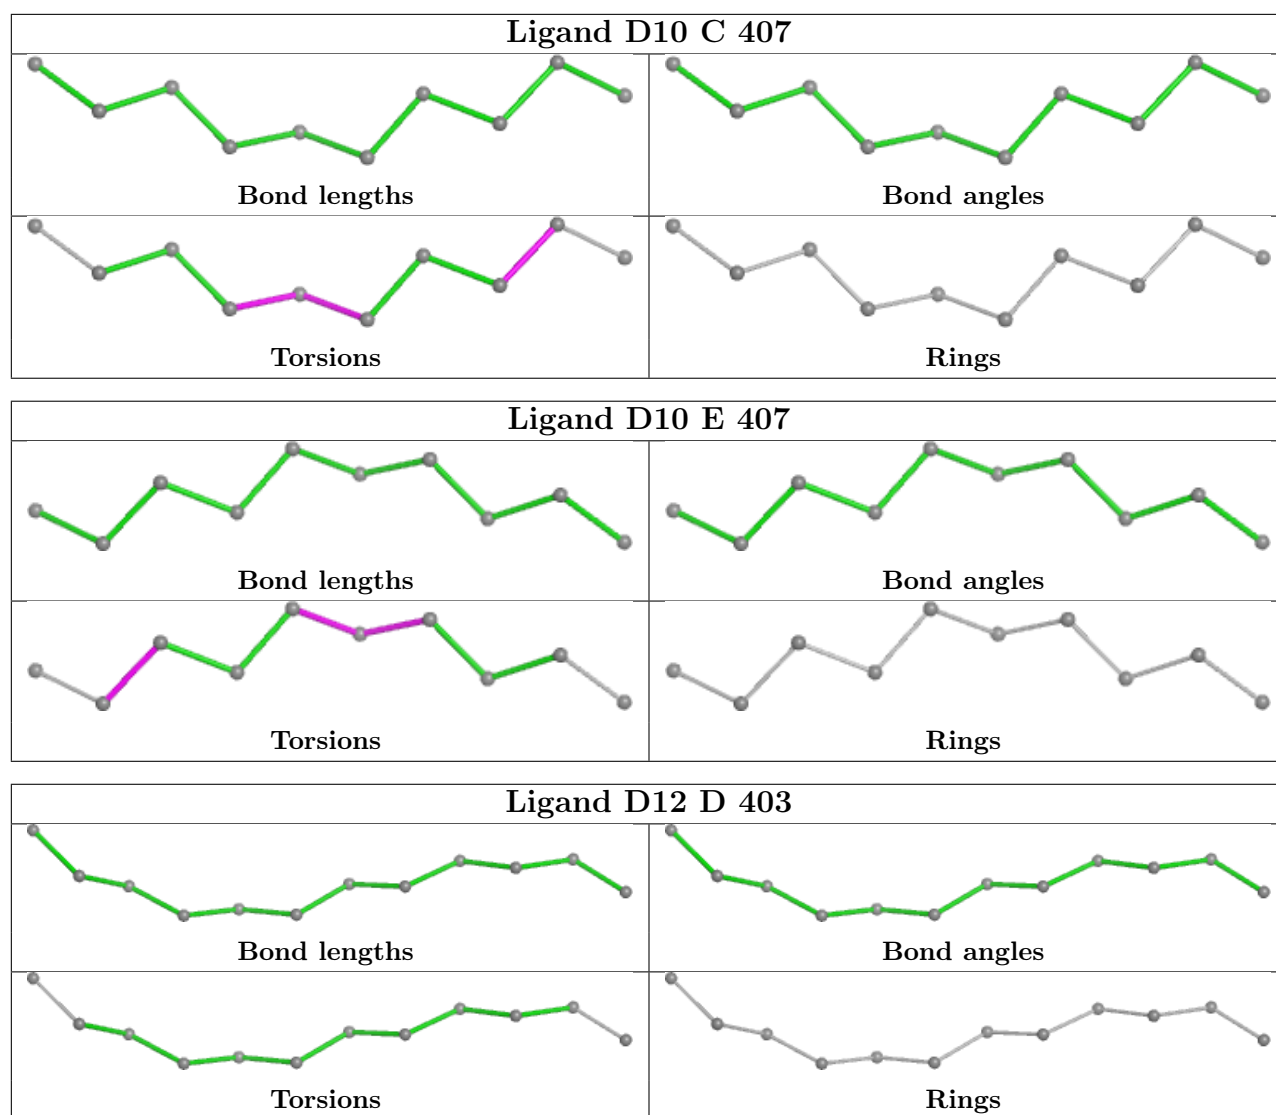 Ligand D10 C 407
Bond lengths Bond angles
Torsions Rings
Ligand D10 E 407
Bond lengths Bond angles
Torsions Rings
Ligand D12 D 403
Bond lengths Bond angles
Torsions Rings